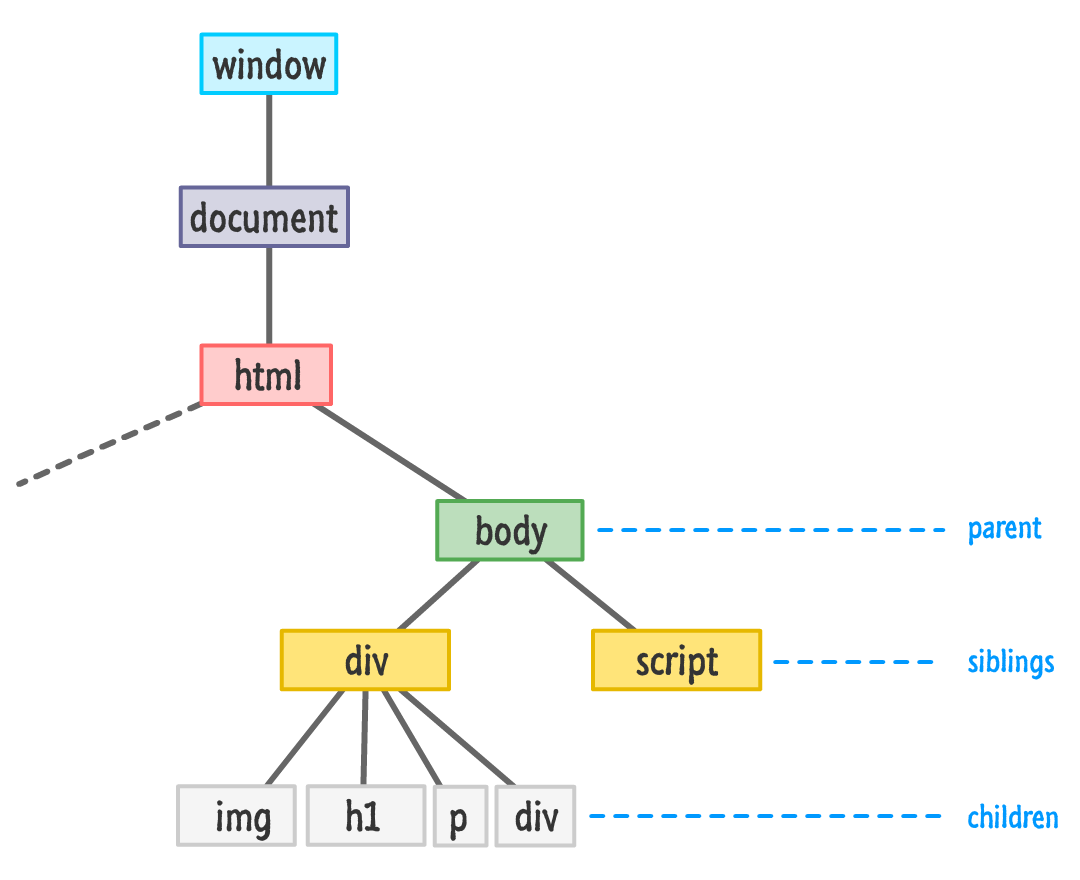 window
document
html
body
parent
div
script
siblings
img
h1
p
div
children